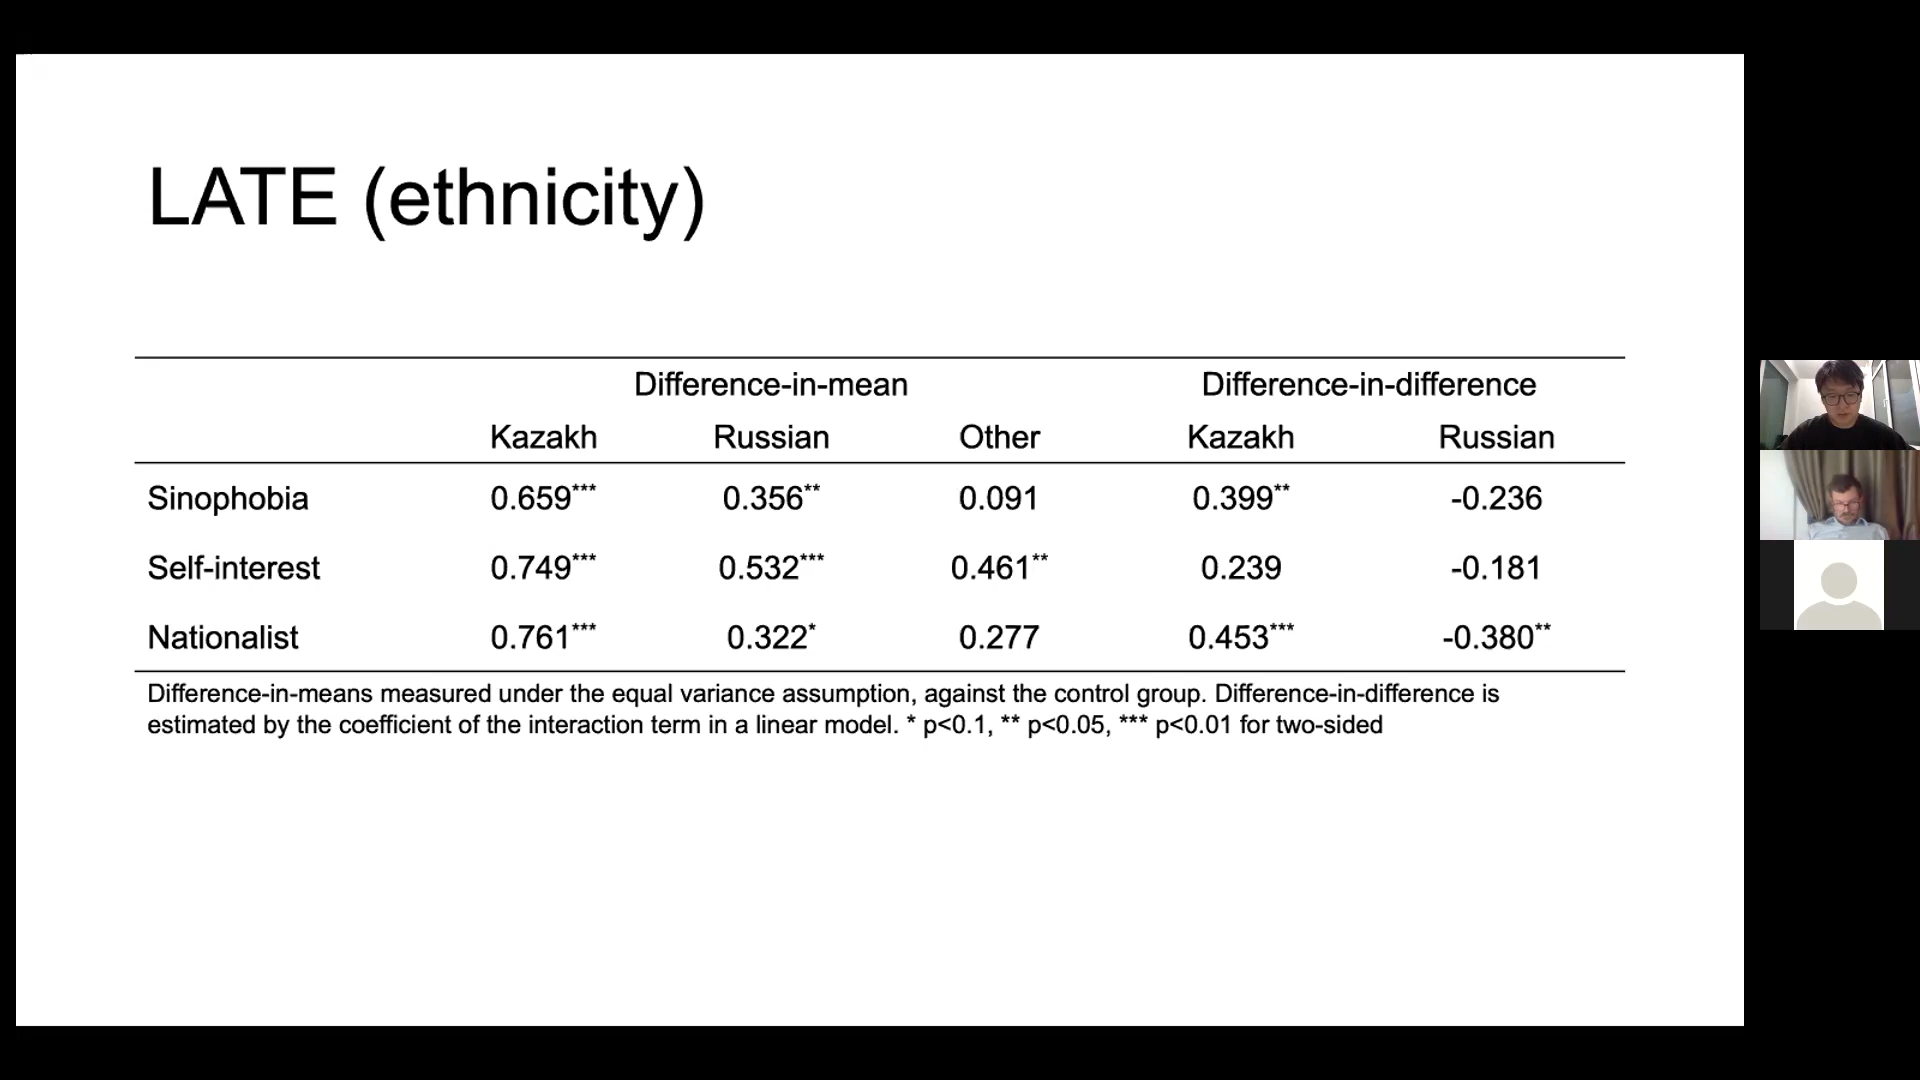 LATE (ethnicity)
Difference-in-mean Difference-in-difference
Kazakh Russian Other Kazakh Russian
Sinophobia 0.659*** 0.356** 0.091 0.399** -0.236
Self-interest 0.749*** 0.532*** 0.461** 0.239 -0.181
Nationalist 0.761*** 0.322* 0.277 0.453*** -0.380**
Difference-in-means measured under the equal variance assumption, against the control group. Difference-in-difference is
estimated by the coefficient of the interaction term in a linear model. * p<0.1, ** p<0.05, *** p<0.01 for two-sided